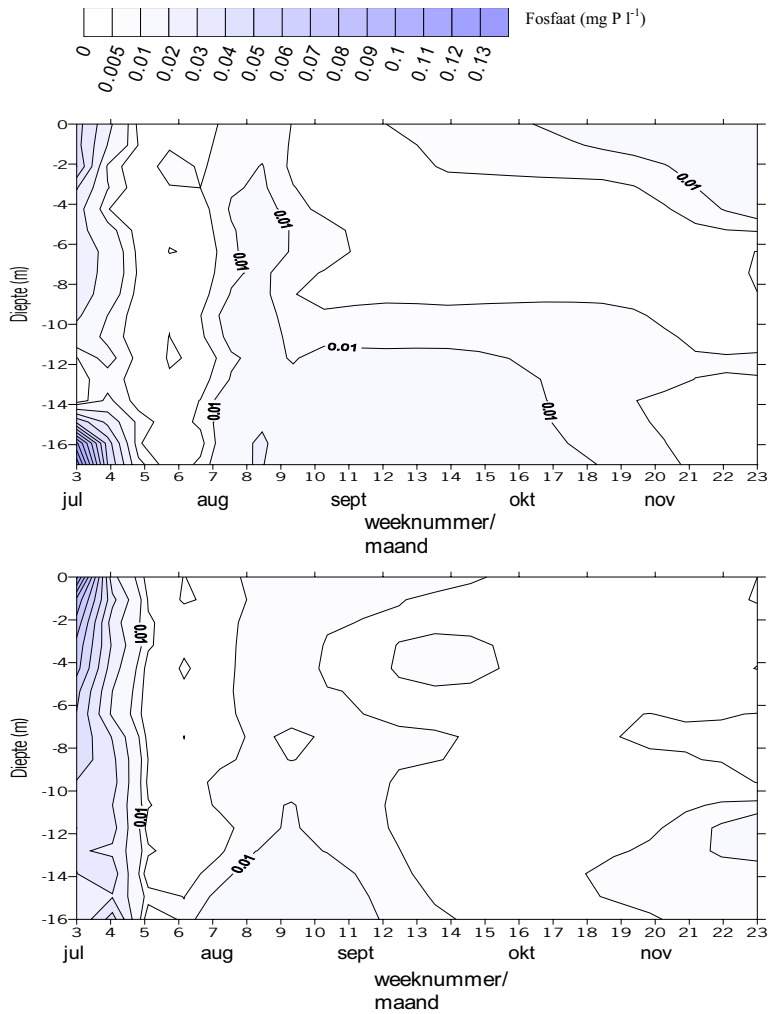 Fosfaat (mg P l-1)
0 0.005 0.01 0.02 0.03 0.04 0.05 0.06 0.07 0.08 0.09 0.1 0.11 0.12 0.13
0
-2
-4
-6
-8
-10
-12
-14
-16
Diepte (m)
0.01
0.01
0.01
0.01
0.01
0.01
3 4 5 6 7 8 9 10 11 12 13 14 15 16 17 18 19 20 21 22 23
jul aug sept okt nov
weeknummer/
maand
0
-2
-4
-6
-8
-10
-12
-14
-16
Diepte (m)
0.01
0.01
0.01
3 4 5 6 7 8 9 10 11 12 13 14 15 16 17 18 19 20 21 22 23
jul aug sept okt nov
weeknummer/
maand